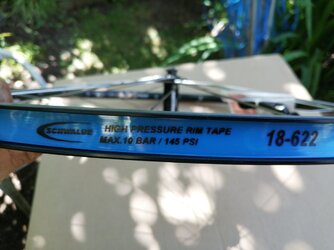 SCHWALBE
HIGH PRESSURE RIM TAPE
MAX. 10 BAR / 145 PSI
18-622